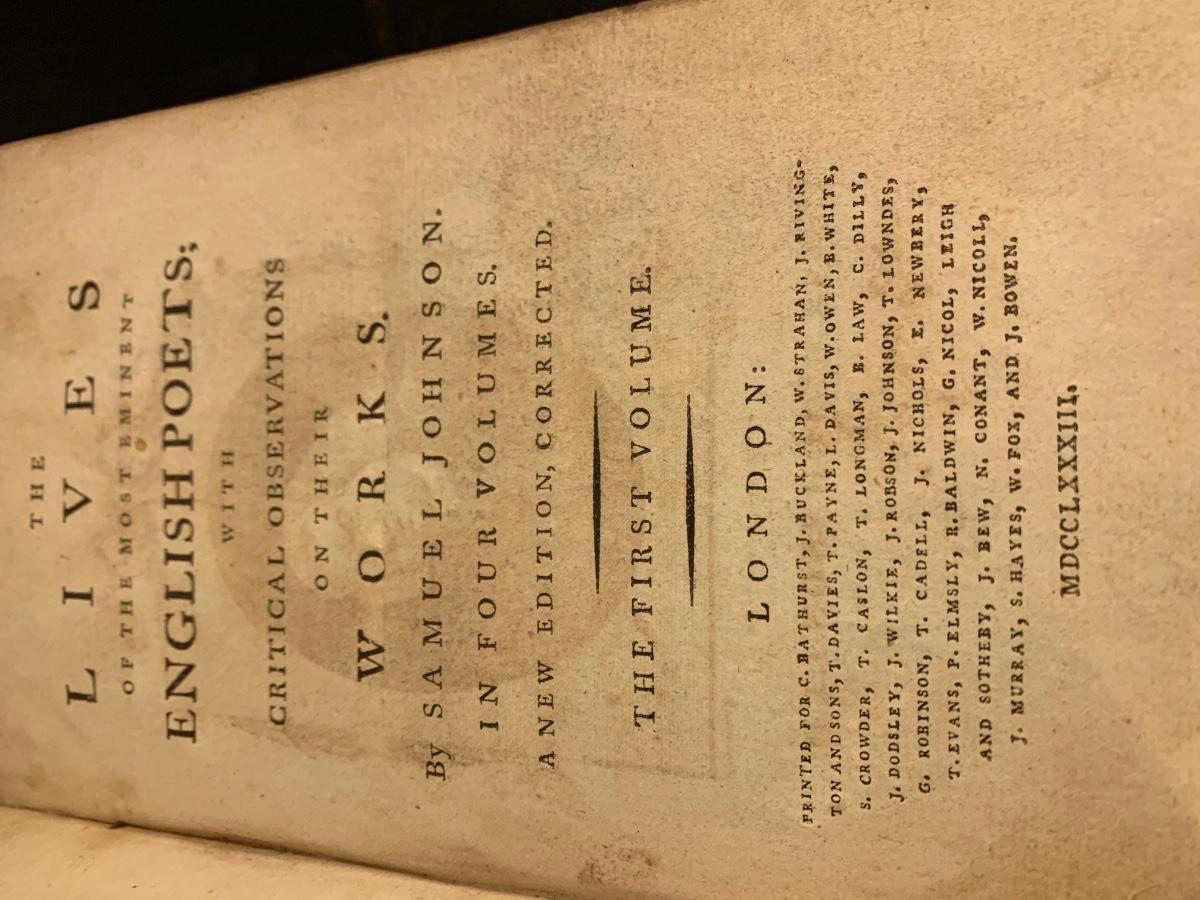 THE
LIVES
OF THE MOST EMINENT
ENGLISH POETS;
WITH
CRITICAL OBSERVATIONS
ON THEIR
WORKS.
By SAMUEL JOHNSON.
IN FOUR VOLUMES.
A NEW EDITION, CORRECTED.
THE FIRST VOLUME.
LONDON:
PRINTED FOR C. BATHURST, J. BUCKLAND, W. STRAHAN, J. RIVING-
TON AND SONS, T. DAVIES, T. PAYNE, L. DAVIS, W. OWEN, B. WHITE,
S. CROWDER, T. CASLON, T. LONGMAN, B. LAW, C. DILLY,
J. DODSLEY, J. WILKIE, J. ROBSON, J. JOHNSON, T. LOWNDES,
G. ROBINSON, T. CADELL, J. NICHOLS, E. NEWBERY,
T. EVANS, P. ELMSLY, R. BALDWIN, G. NICOL, LEIGH
AND SOTHEBY, J. BEW, N. CONANT, W. NICOLL,
J. MURRAY, S. HAYES, W. FOX, AND J. BOWEN.
MDCCLXXXIII.